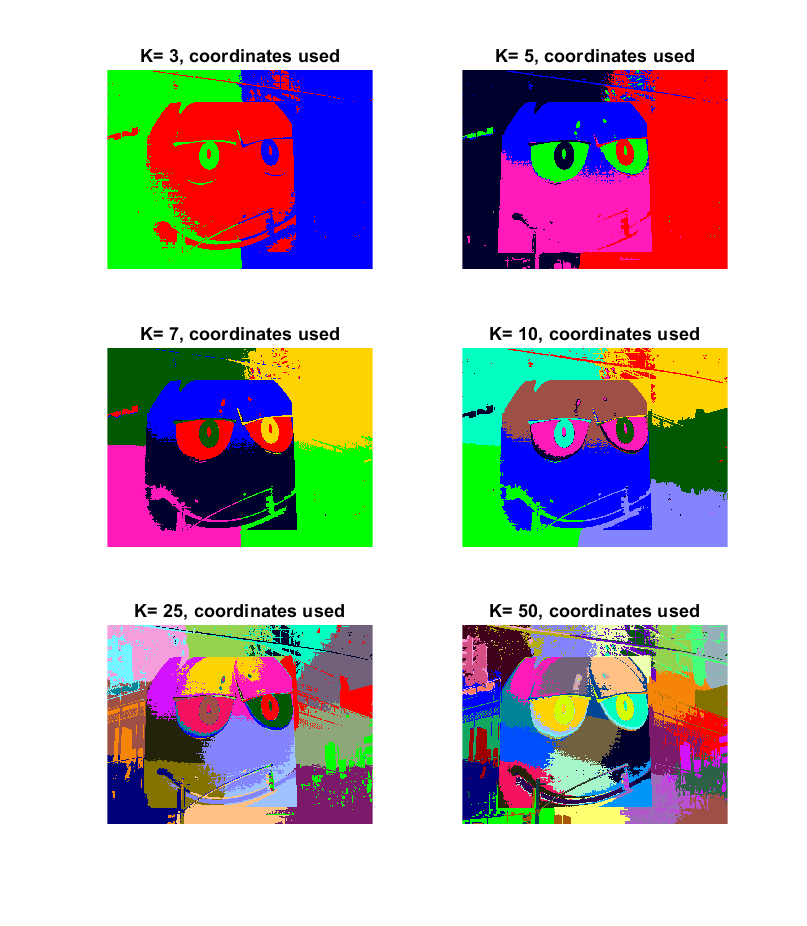 K= 3, coordinates used
K= 5, coordinates used
K= 7, coordinates used
K= 10, coordinates used
K= 25, coordinates used
K= 50, coordinates used